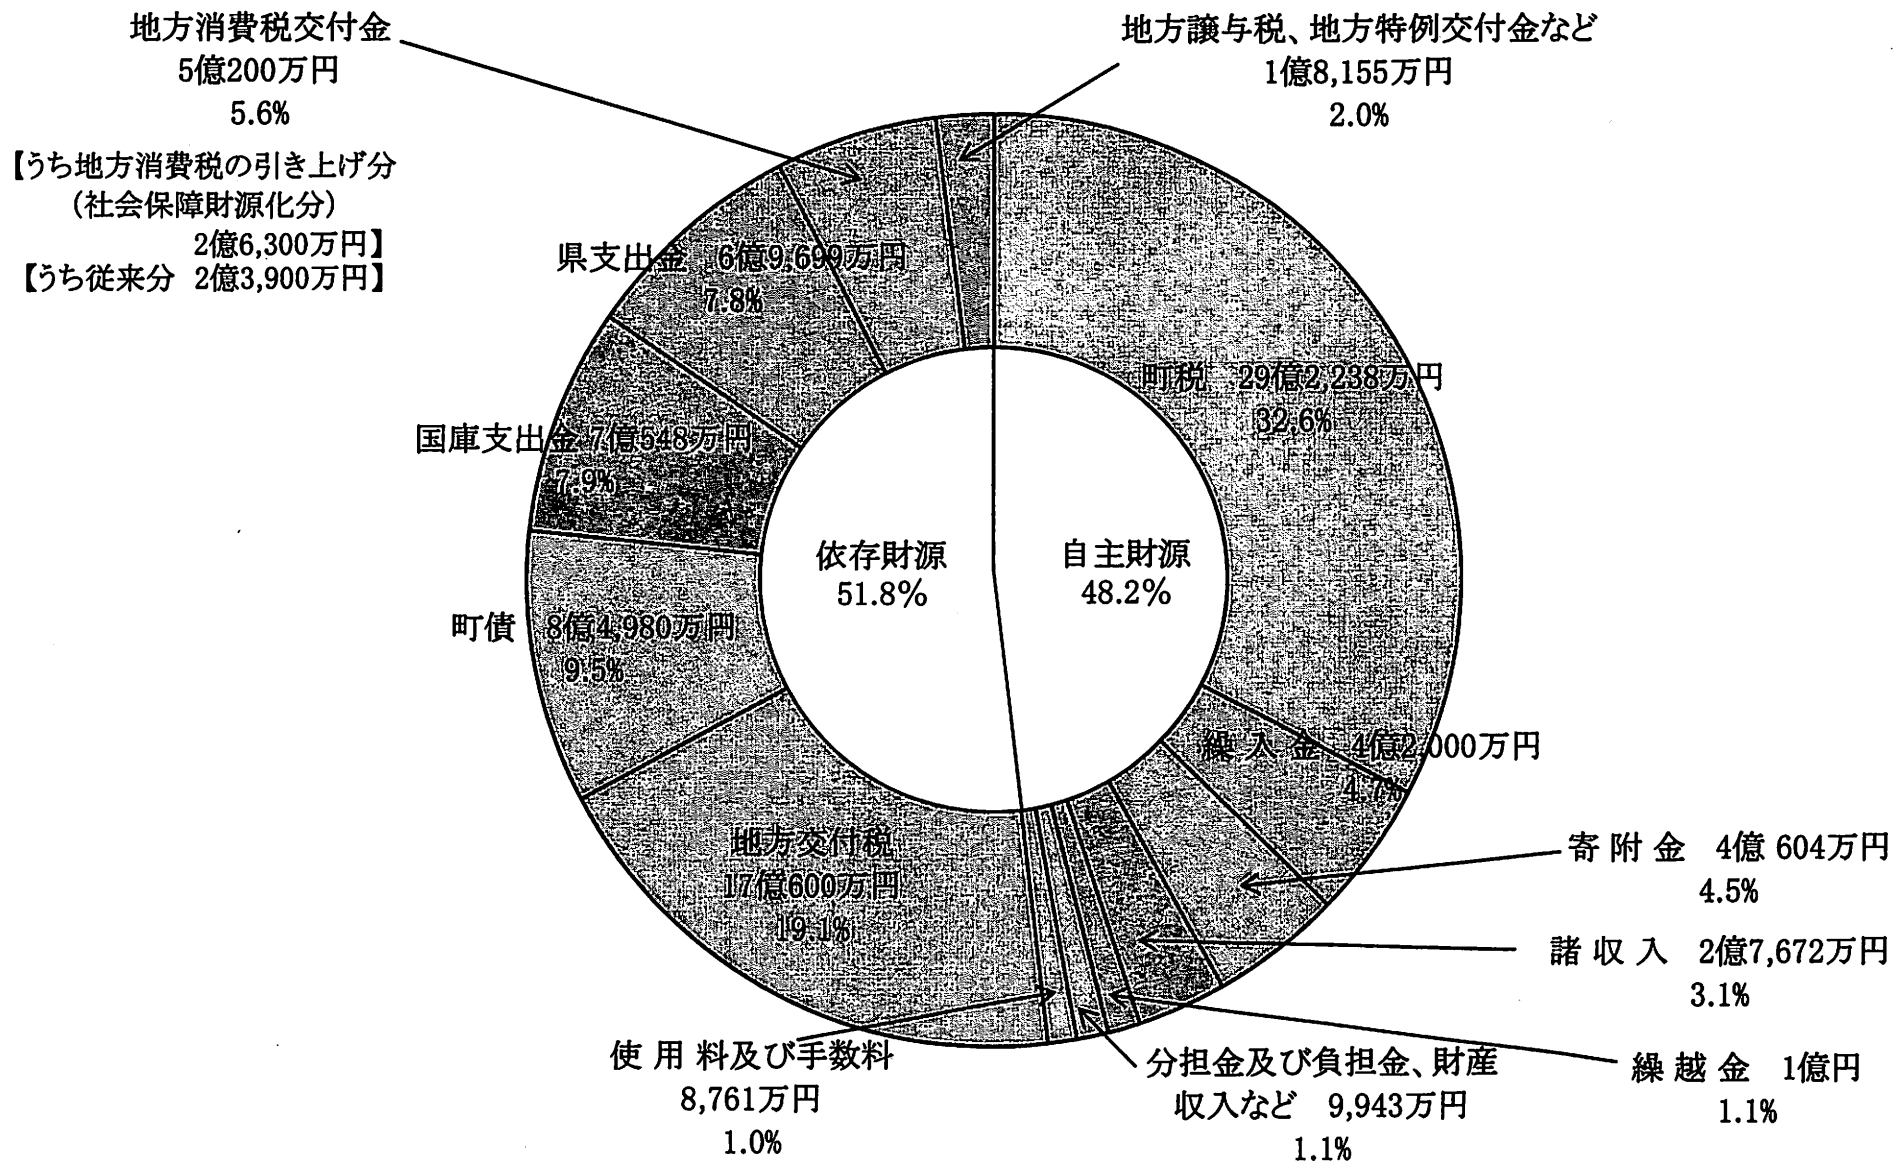 地方消費税交付金
5億200万円
5.6%
【うち地方消費税の引き上げ分
(社会保障財源化分)
2億6,300万円】
【うち従来分 2億3,900万円】
地方譲与税、地方特例交付金など
1億8,155万円
2.0%
県支出金 6億9,699万円
7.8%
町税 29億2,238万円
32.6%
国庫支出金 7億548万円
7.9%
依存財源
51.8%
自主財源
48.2%
町債 8億4,980万円
9.5%
繰入金 4億2,000万円
4.7%
地方交付税
17億600万円
19.1%
寄附金 4億604万円
4.5%
諸収入 2億7,672万円
3.1%
使用料及び手数料
8,761万円
1.0%
分担金及び負担金、財産
収入など 9,943万円
1.1%
繰越金 1億円
1.1%